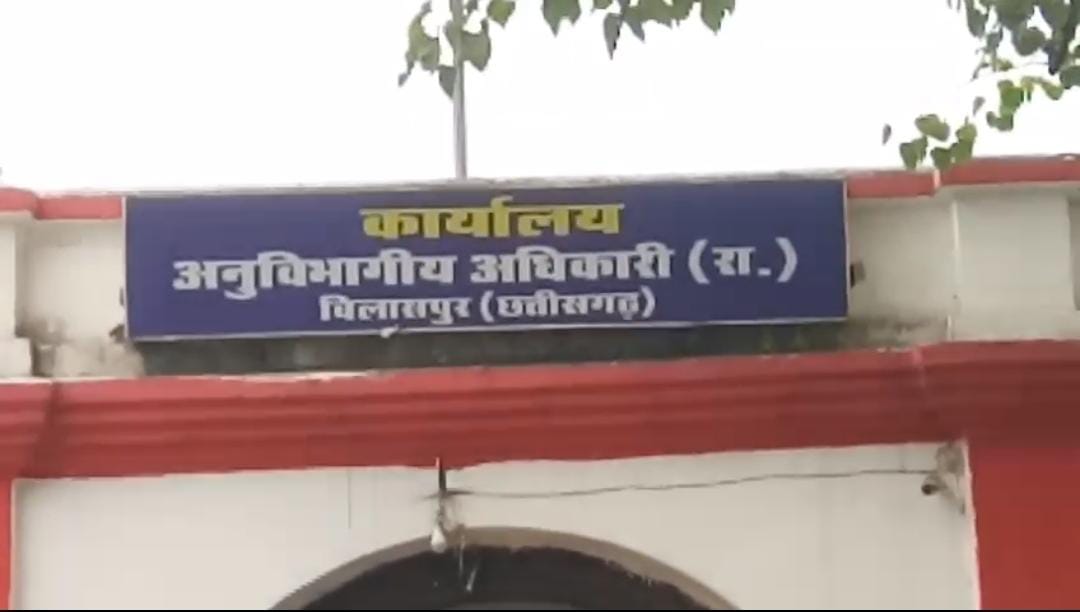 कार्यालय
अनुविभागीय अधिकारी (रा.)
बिलासपुर (छत्तीसगढ़)